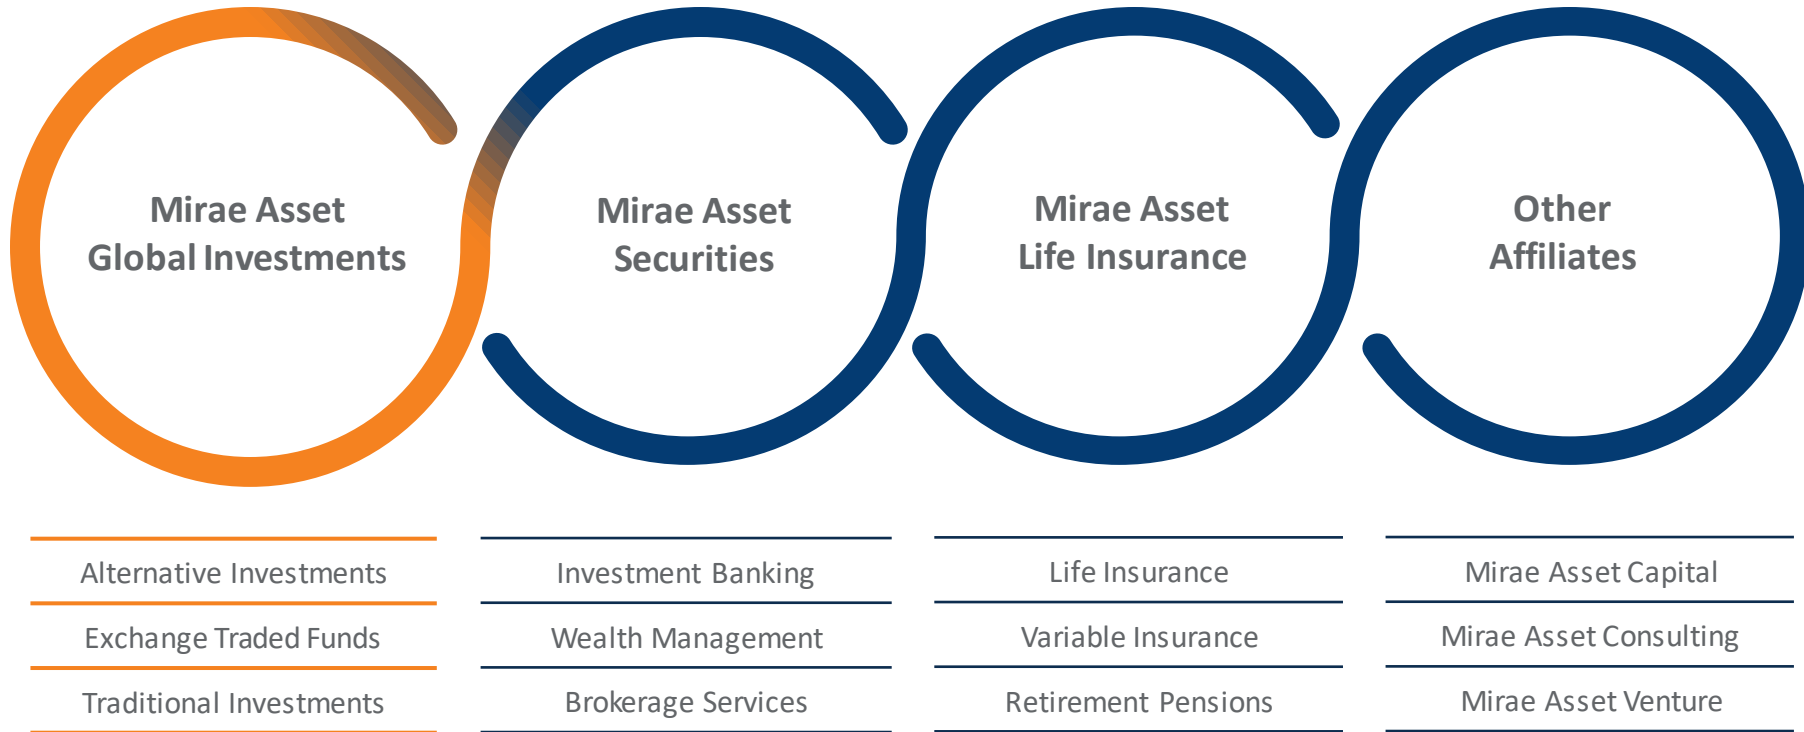 Mirae Asset
Global Investments
Mirae Asset
Securities
Mirae Asset
Life Insurance
Other
Affiliates
Alternative Investments
Exchange Traded Funds
Traditional Investments
Investment Banking
Wealth Management
Brokerage Services
Life Insurance
Variable Insurance
Retirement Pensions
Mirae Asset Capital
Mirae Asset Consulting
Mirae Asset Venture